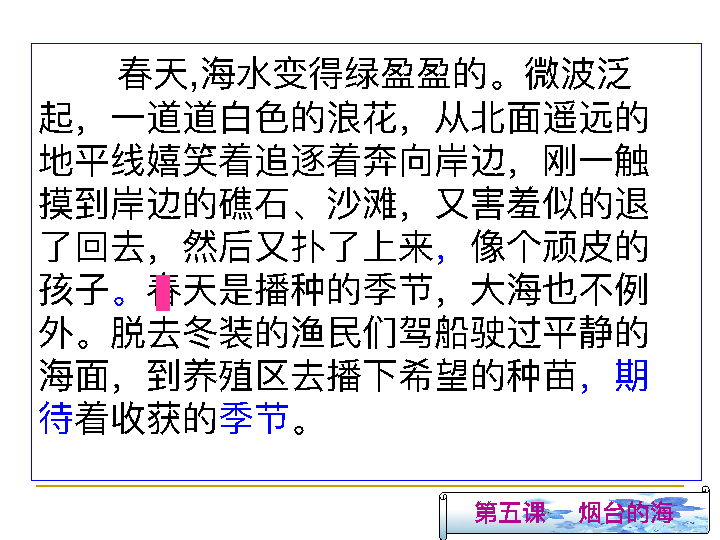 春天,海水变得绿盈盈的。微波泛
起，一道道白色的浪花，从北面遥远的
地平线嬉笑着追逐着奔向岸边，刚一触
摸到岸边的礁石、沙滩，又害羞似的退
了回去，然后又扑了上来，像个顽皮的
孩子。春天是播种的季节，大海也不例
外。脱去冬装的渔民们驾船驶过平静的
海面，到养殖区去播下希望的种苗，期
待着收获的季节。
第五课 烟台的海